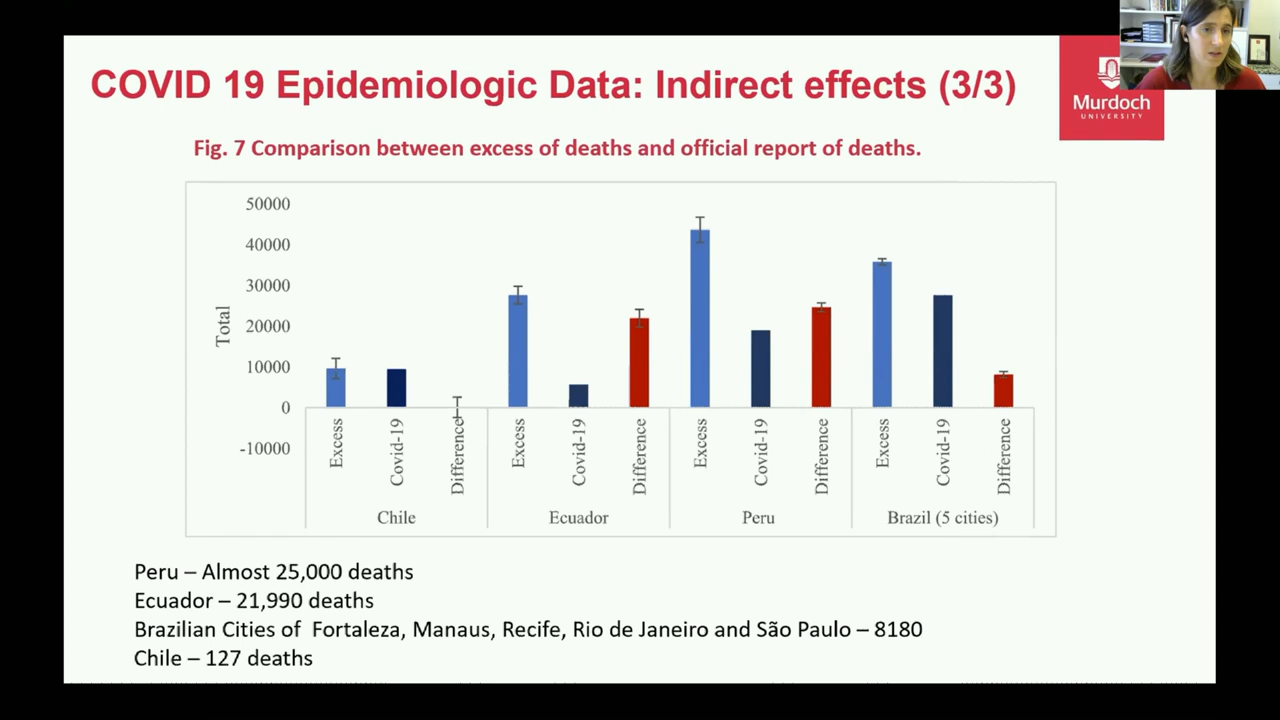 COVID 19 Epidemiologic Data: Indirect effects (3/3)
Murdoch
UNIVERSITY
Fig. 7 Comparison between excess of deaths and official report of deaths.
50000
40000
30000
20000
10000
0
-10000
Total
Excess
Covid-19
Difference
Excess
Covid-19
Difference
Excess
Covid-19
Difference
Excess
Covid-19
Difference
Chile
Ecuador
Peru
Brazil (5 cities)
Peru – Almost 25,000 deaths
Ecuador – 21,990 deaths
Brazilian Cities of  Fortaleza, Manaus, Recife, Rio de Janeiro and São Paulo – 8180
Chile – 127 deaths